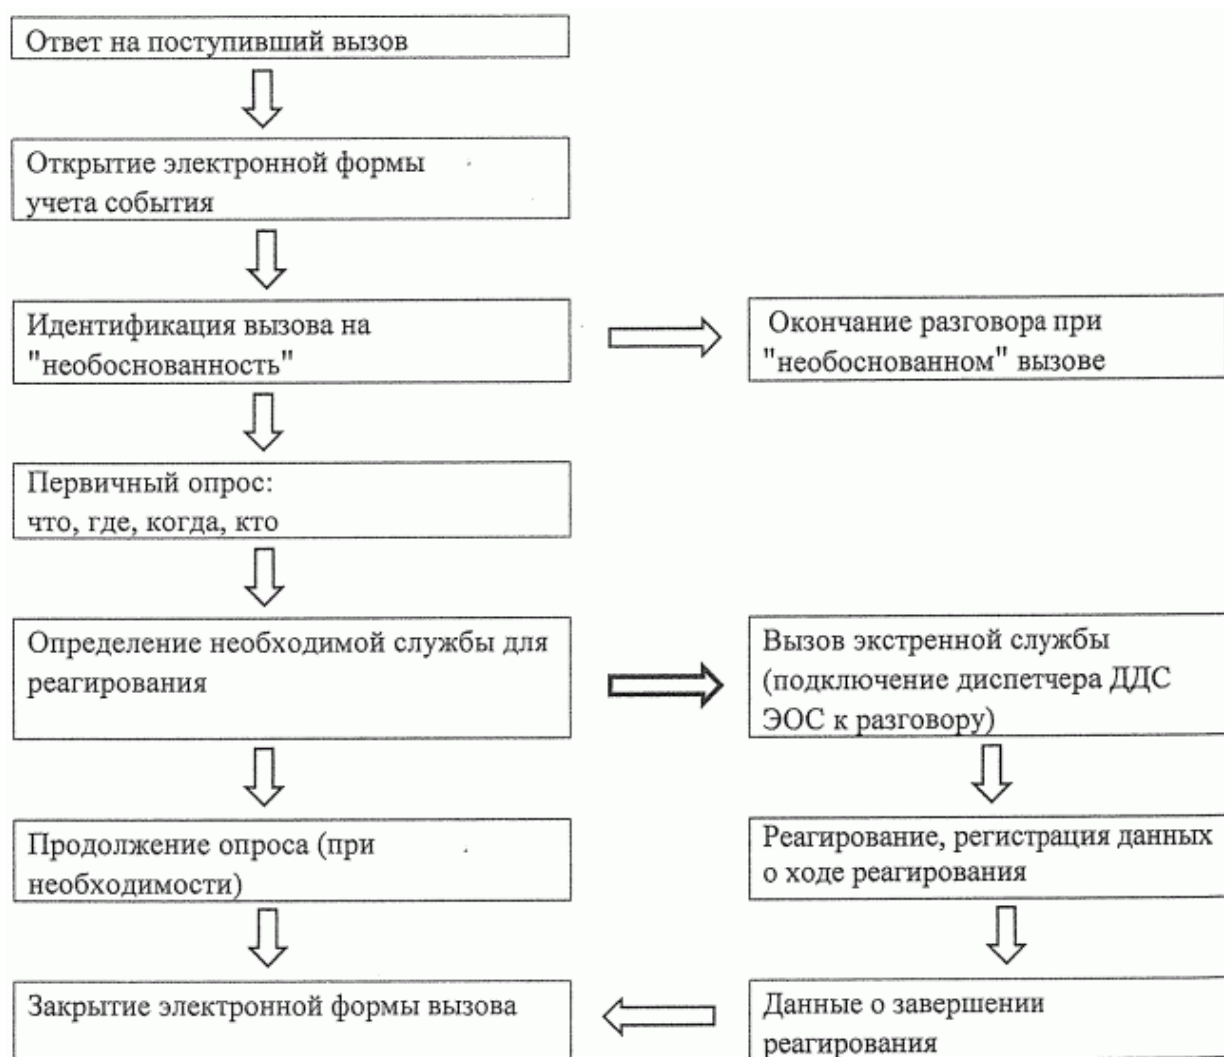 Ответ на поступивший вызов
Открытие электронной формы
учета события
Идентификация вызова на
"необоснованность"
Окончание разговора при
"необоснованном" вызове
Первичный опрос:
что, где, когда, кто
Определение необходимой службы для
реагирования
Вызов экстренной службы
(подключение диспетчера ДДС
ЭОС к разговору)
Продолжение опроса (при
необходимости)
Реагирование, регистрация данных
о ходе реагирования
Закрытие электронной формы вызова
Данные о завершении
реагирования